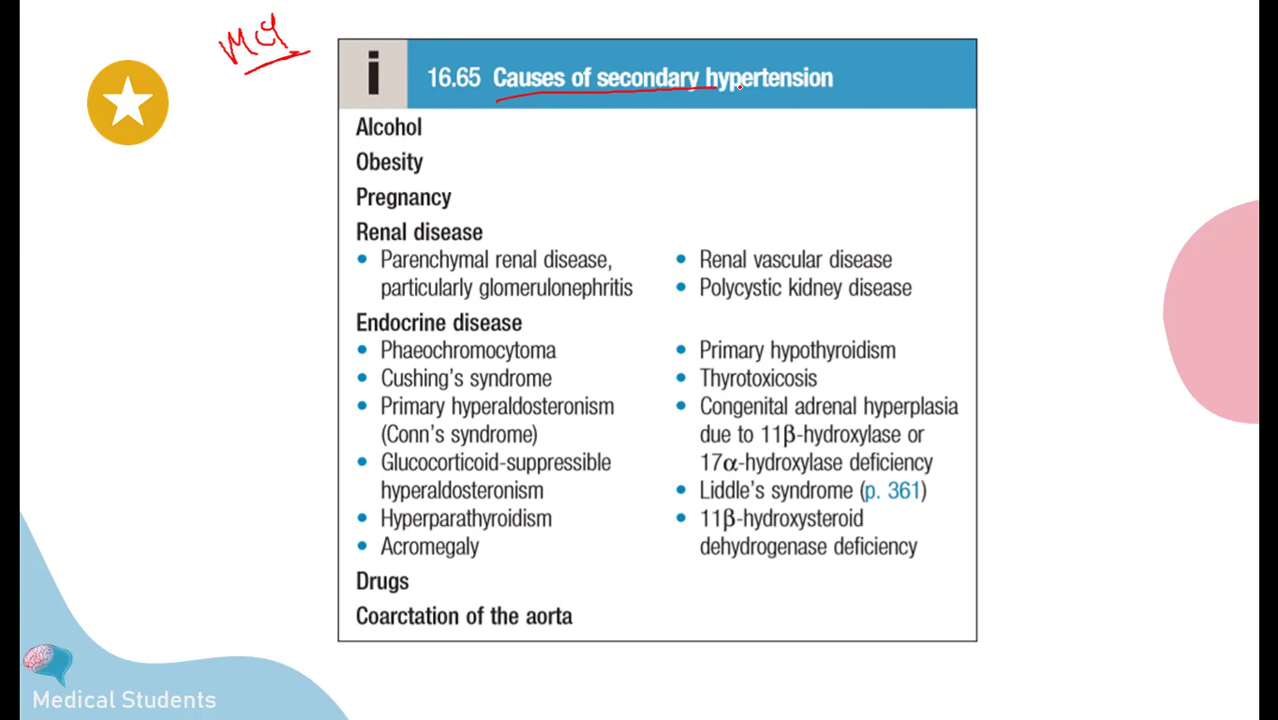 MCQ
i
16.65 Causes of secondary hypertension
Alcohol
Obesity
Pregnancy
Renal disease
• Parenchymal renal disease,
particularly glomerulonephritis
• Renal vascular disease
• Polycystic kidney disease
Endocrine disease
• Phaeochromocytoma
• Cushing's syndrome
• Primary hyperaldosteronism
(Conn's syndrome)
• Glucocorticoid-suppressible
hyperaldosteronism
• Hyperparathyroidism
• Acromegaly
• Primary hypothyroidism
• Thyrotoxicosis
• Congenital adrenal hyperplasia
due to 11β-hydroxylase or
17α-hydroxylase deficiency
• Liddle's syndrome (p. 361)
• 11β-hydroxysteroid
dehydrogenase deficiency
Drugs
Coarctation of the aorta
Medical Students